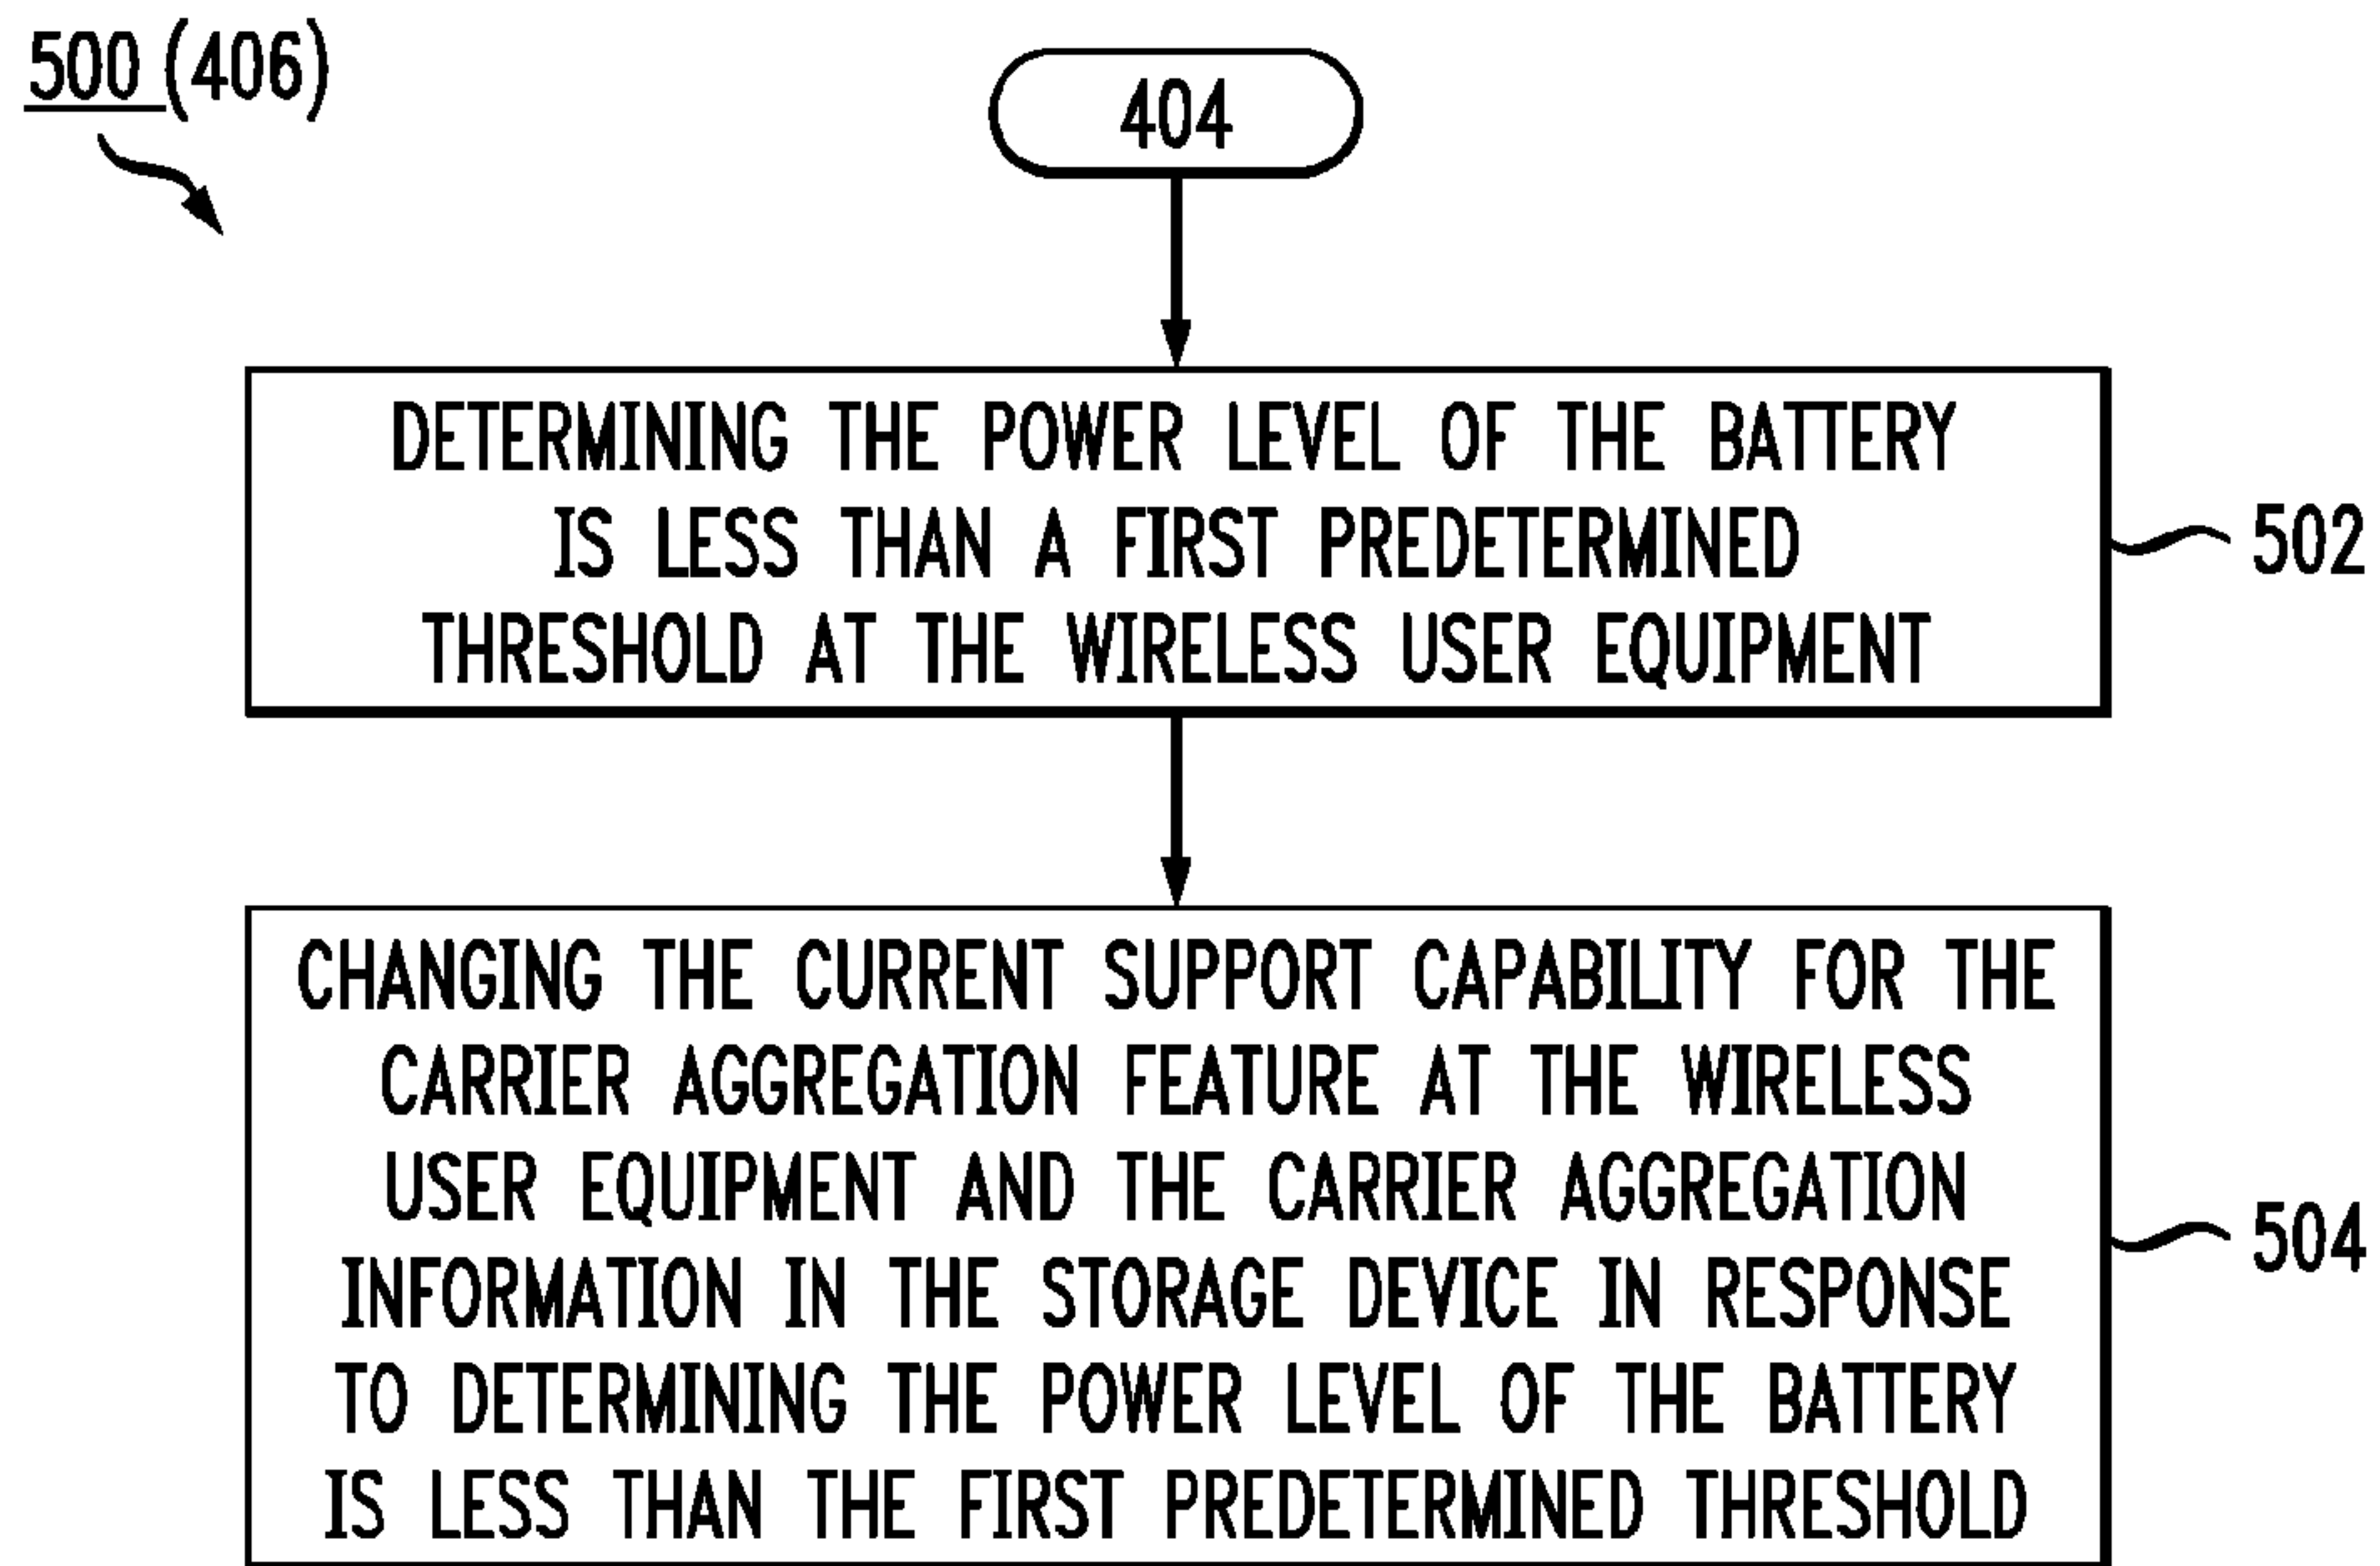 500 (406)
404
DETERMINING THE POWER LEVEL OF THE BATTERY
IS LESS THAN A FIRST PREDETERMINED
THRESHOLD AT THE WIRELESS USER EQUIPMENT
502
CHANGING THE CURRENT SUPPORT CAPABILITY FOR THE
CARRIER AGGREGATION FEATURE AT THE WIRELESS
USER EQUIPMENT AND THE CARRIER AGGREGATION
INFORMATION IN THE STORAGE DEVICE IN RESPONSE
TO DETERMINING THE POWER LEVEL OF THE BATTERY
IS LESS THAN THE FIRST PREDETERMINED THRESHOLD
504